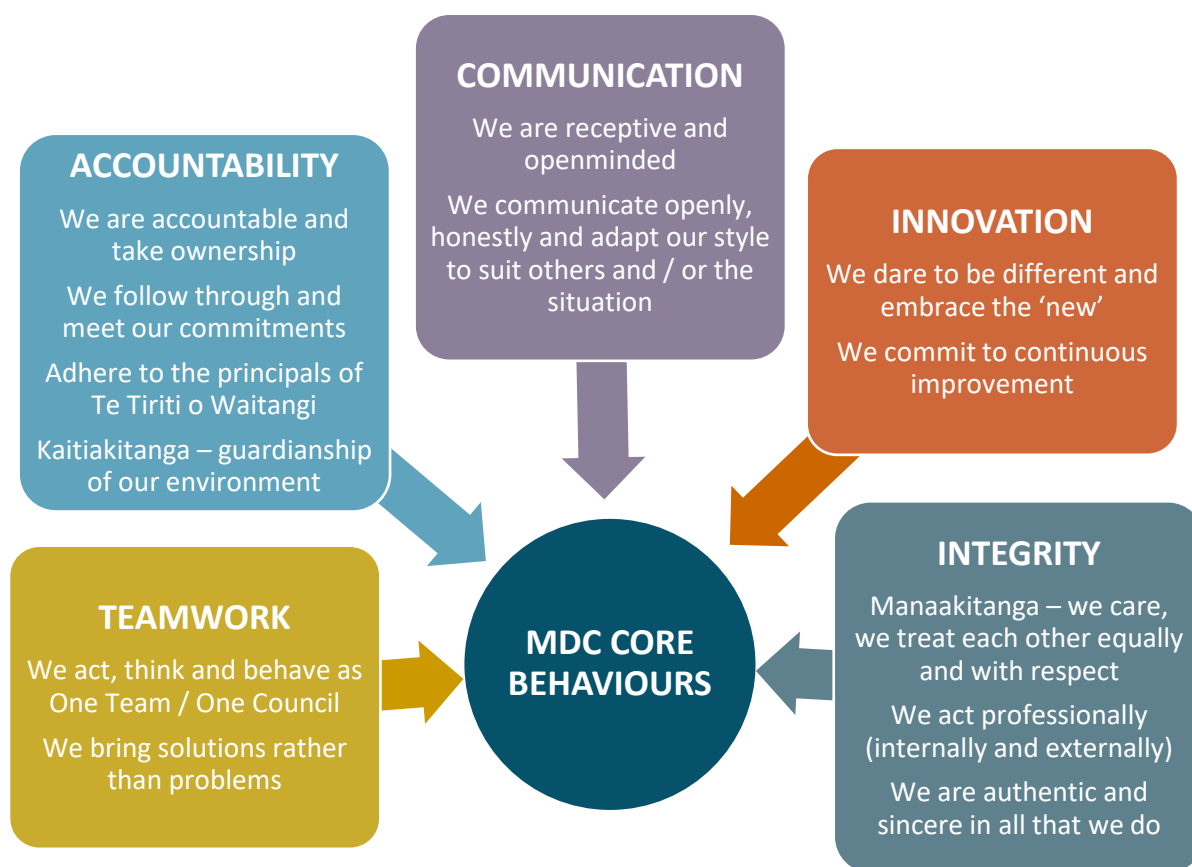 COMMUNICATION
We are receptive and
openminded
We communicate openly,
honestly and adapt our style
to suit others and / or the
situation
ACCOUNTABILITY
We are accountable and
take ownership
We follow through and
meet our commitments
Adhere to the principals of
Te Tiriti o Waitangi
Kaitiakitanga – guardianship
of our environment
INNOVATION
We dare to be different and
embrace the ‘new’
We commit to continuous
improvement
TEAMWORK
We act, think and behave as
One Team / One Council
We bring solutions rather
than problems
MDC CORE
BEHAVIOURS
INTEGRITY
Manaakitanga – we care,
we treat each other equally
and with respect
We act professionally
(internally and externally)
We are authentic and
sincere in all that we do